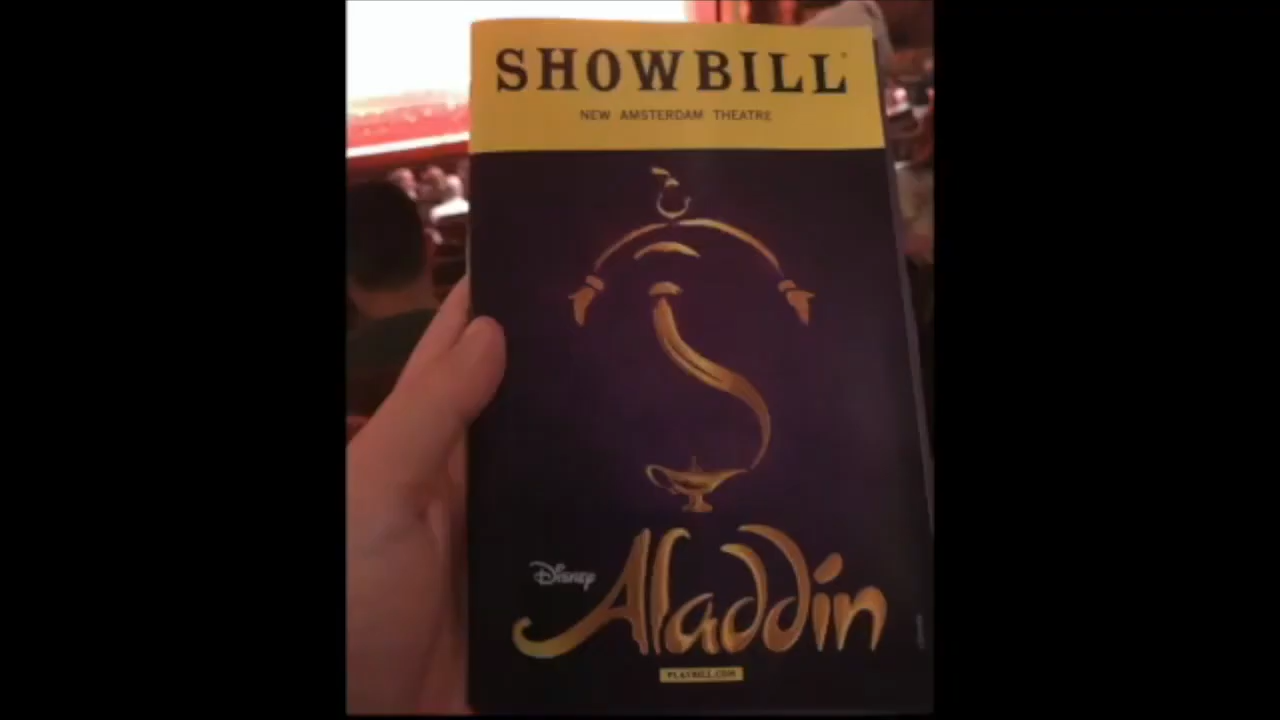 SHOWBILL
NEW AMSTERDAM THEATRE
Disney
Aladdin
PLAYBILL.COM